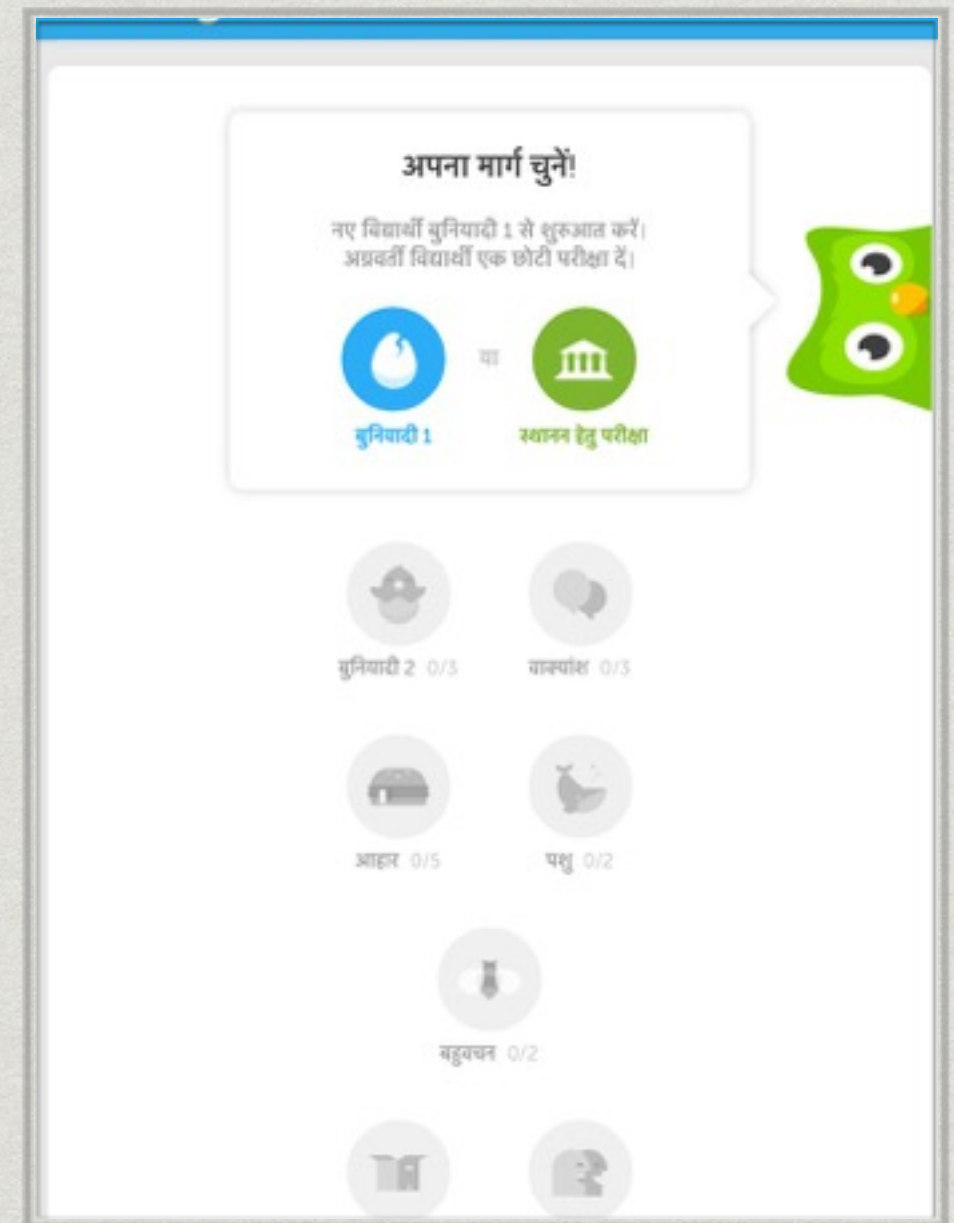 अपना मार्ग चुनें!
नए विद्यार्थी बुनियादी 1 से शुरुआत करें।
अग्रवर्ती विद्यार्थी एक छोटी परीक्षा दें।
या
बुनियादी 1 स्थानन हेतु परीक्षा
बुनियादी 2 0/3 वाक्यांश 0/3
आहार 0/5 पशु 0/2
बहुवचन 0/2